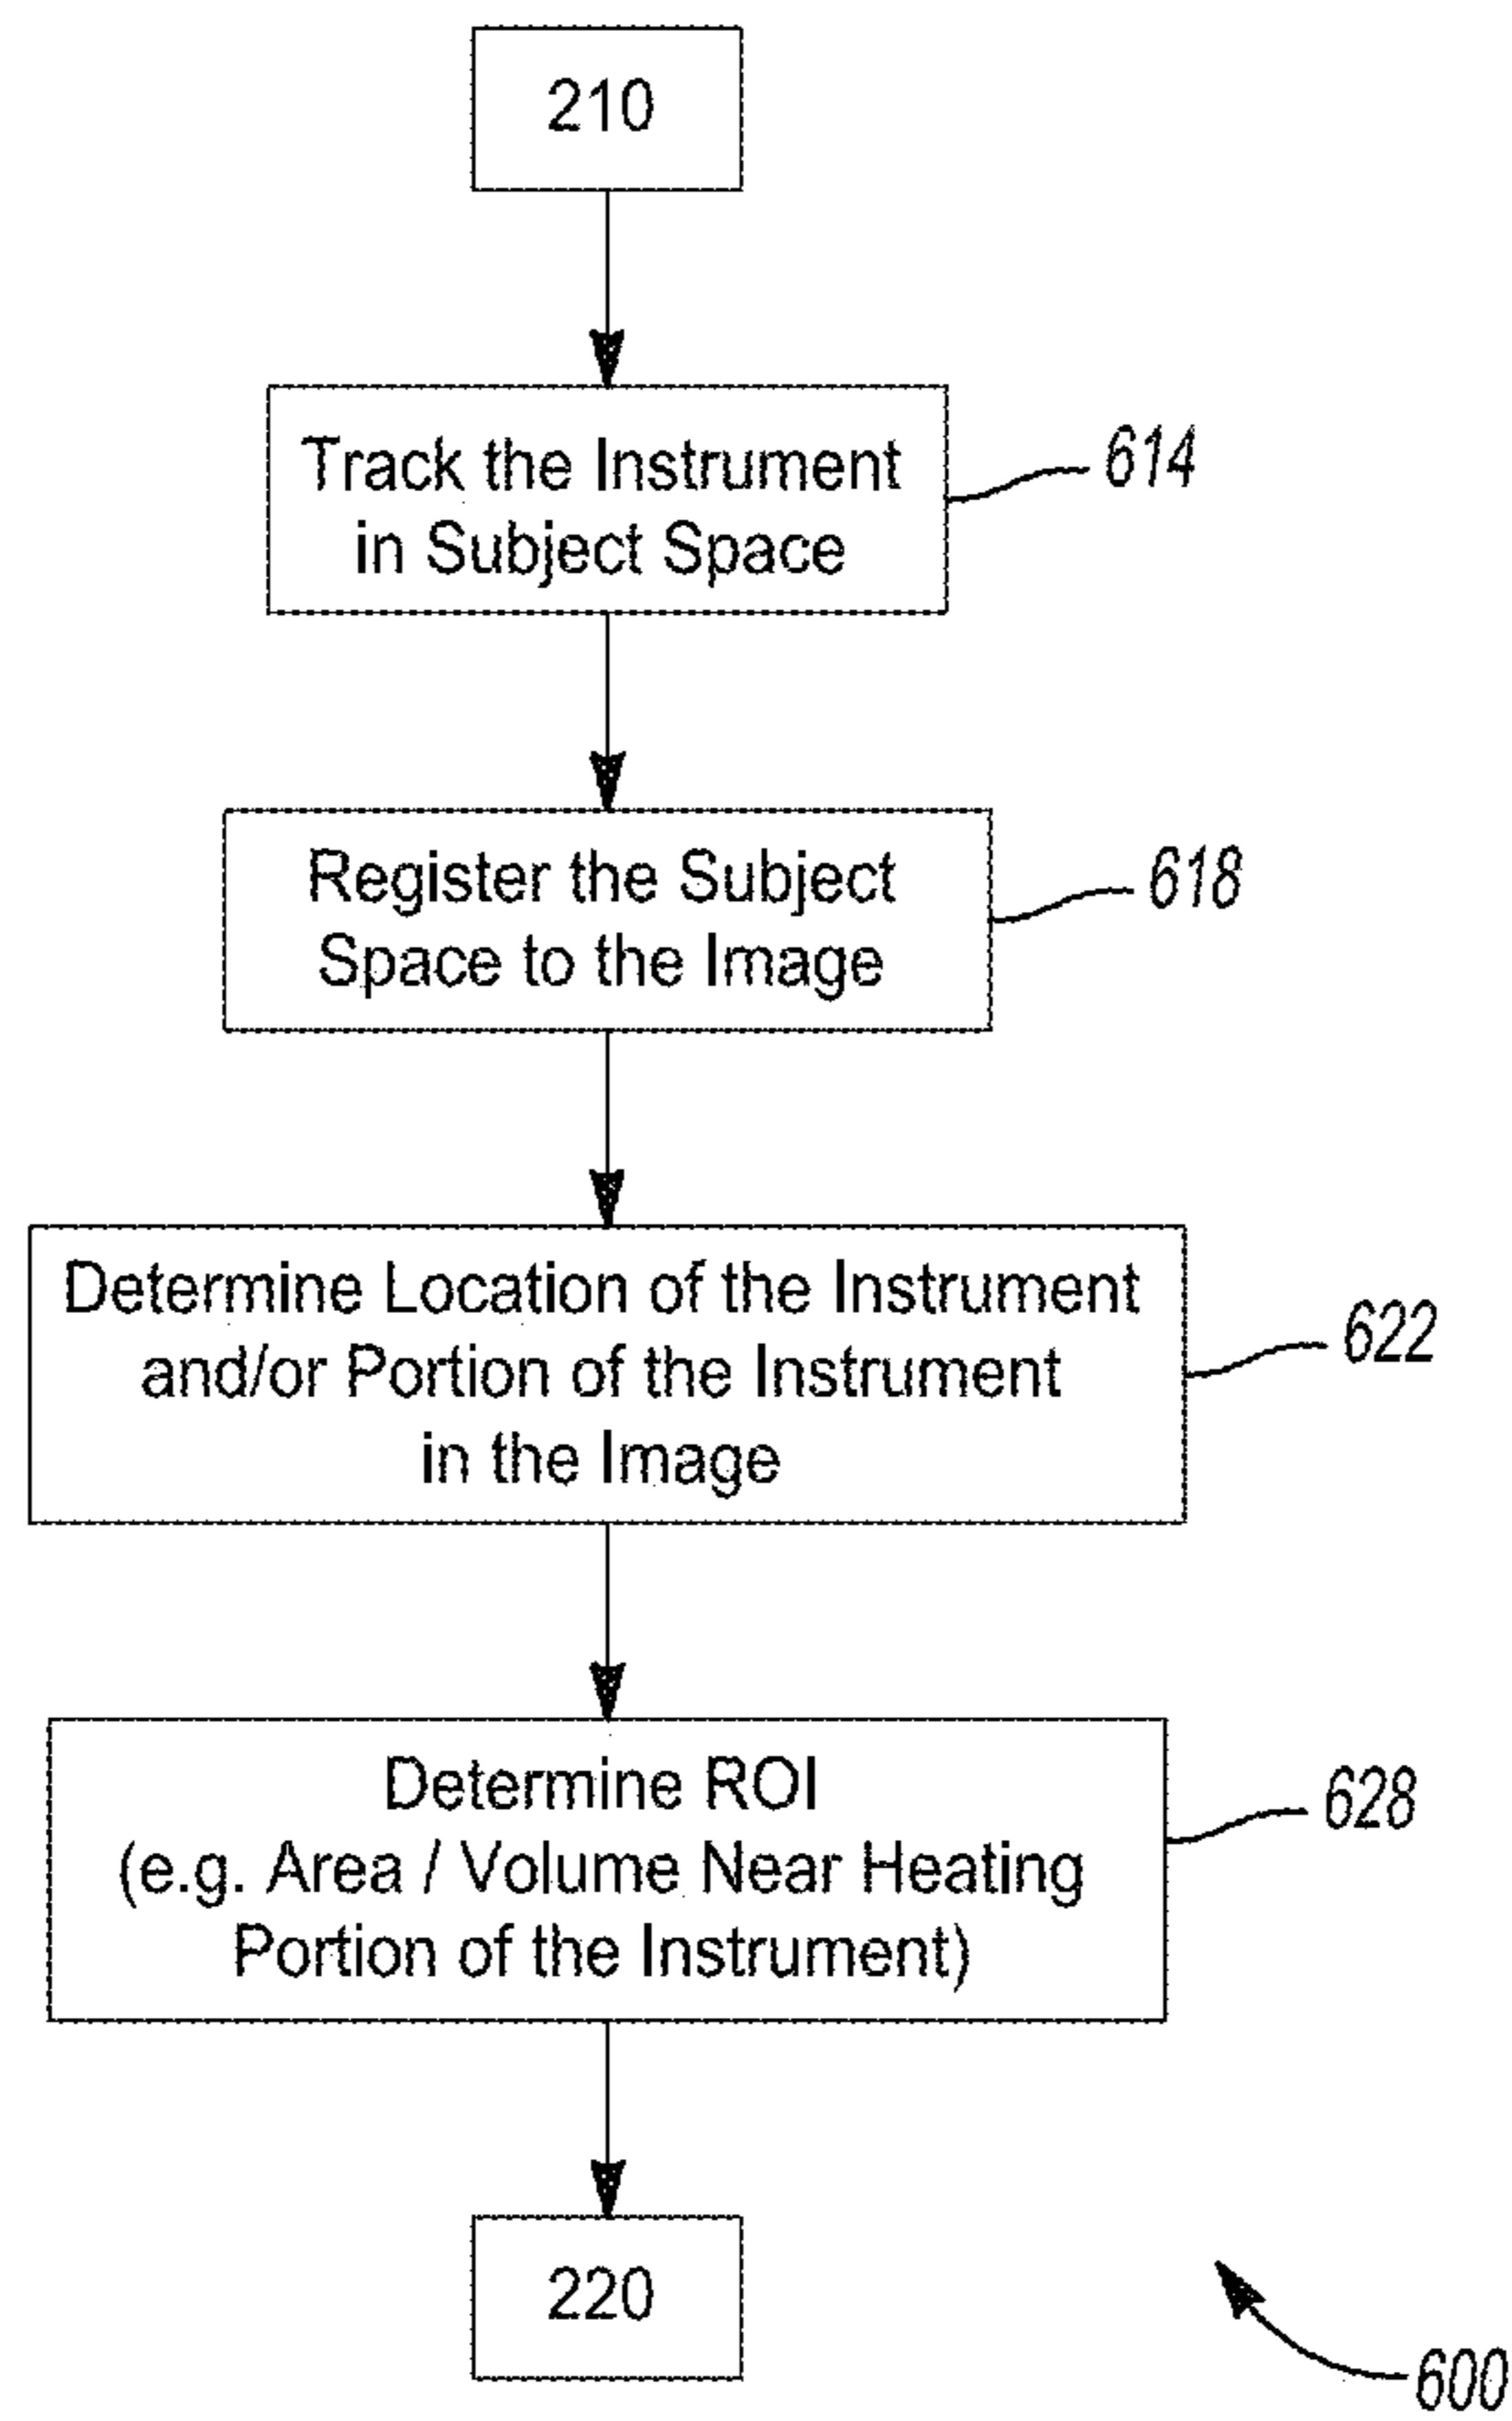 210
Track the Instrument
in Subject Space
614
Register the Subject
Space to the Image
618
Determine Location of the Instrument
and/or Portion of the Instrument
in the Image
622
Determine ROI
(e.g. Area / Volume Near Heating
Portion of the Instrument)
628
220
600